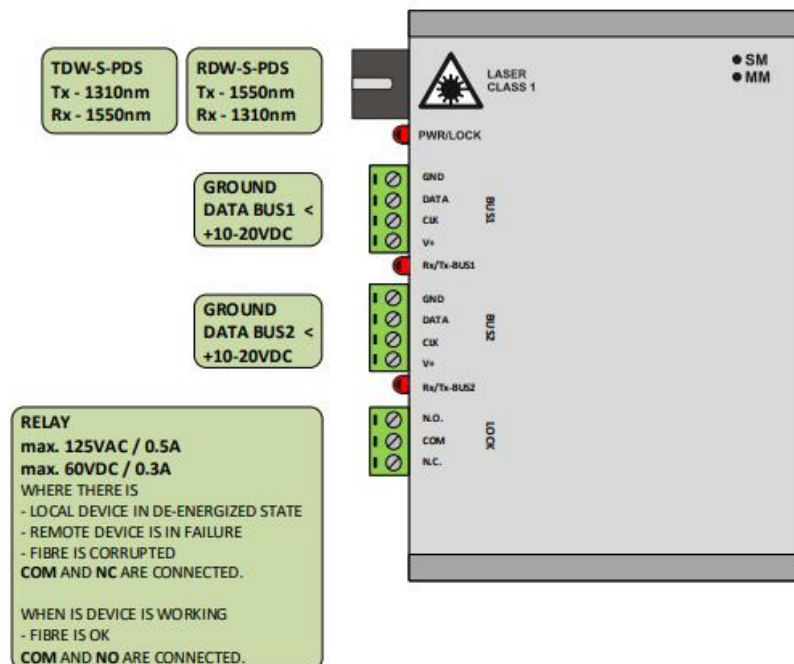 TDW-S-PDS
Tx - 1310nm
Rx - 1550nm
RDW-S-PDS
Tx - 1550nm
Rx - 1310nm
LASER
CLASS 1
SM
MM
PWR/LOCK
GROUND
DATA BUS1 <
+10-20VDC
GND
DATA
CLK
V+
BUS1
Rx/Tx-BUS1
GROUND
DATA BUS2 <
+10-20VDC
GND
DATA
CLK
V+
BUS2
Rx/Tx-BUS2
N.O.
COM
N.C.
LOCK
RELAY
max. 125VAC / 0.5A
max. 60VDC / 0.3A
WHERE THERE IS
- LOCAL DEVICE IN DE-ENERGIZED STATE
- REMOTE DEVICE IS IN FAILURE
- FIBRE IS CORRUPTED
COM AND NC ARE CONNECTED.
WHEN IS DEVICE IS WORKING
- FIBRE IS OK
COM AND NO ARE CONNECTED.